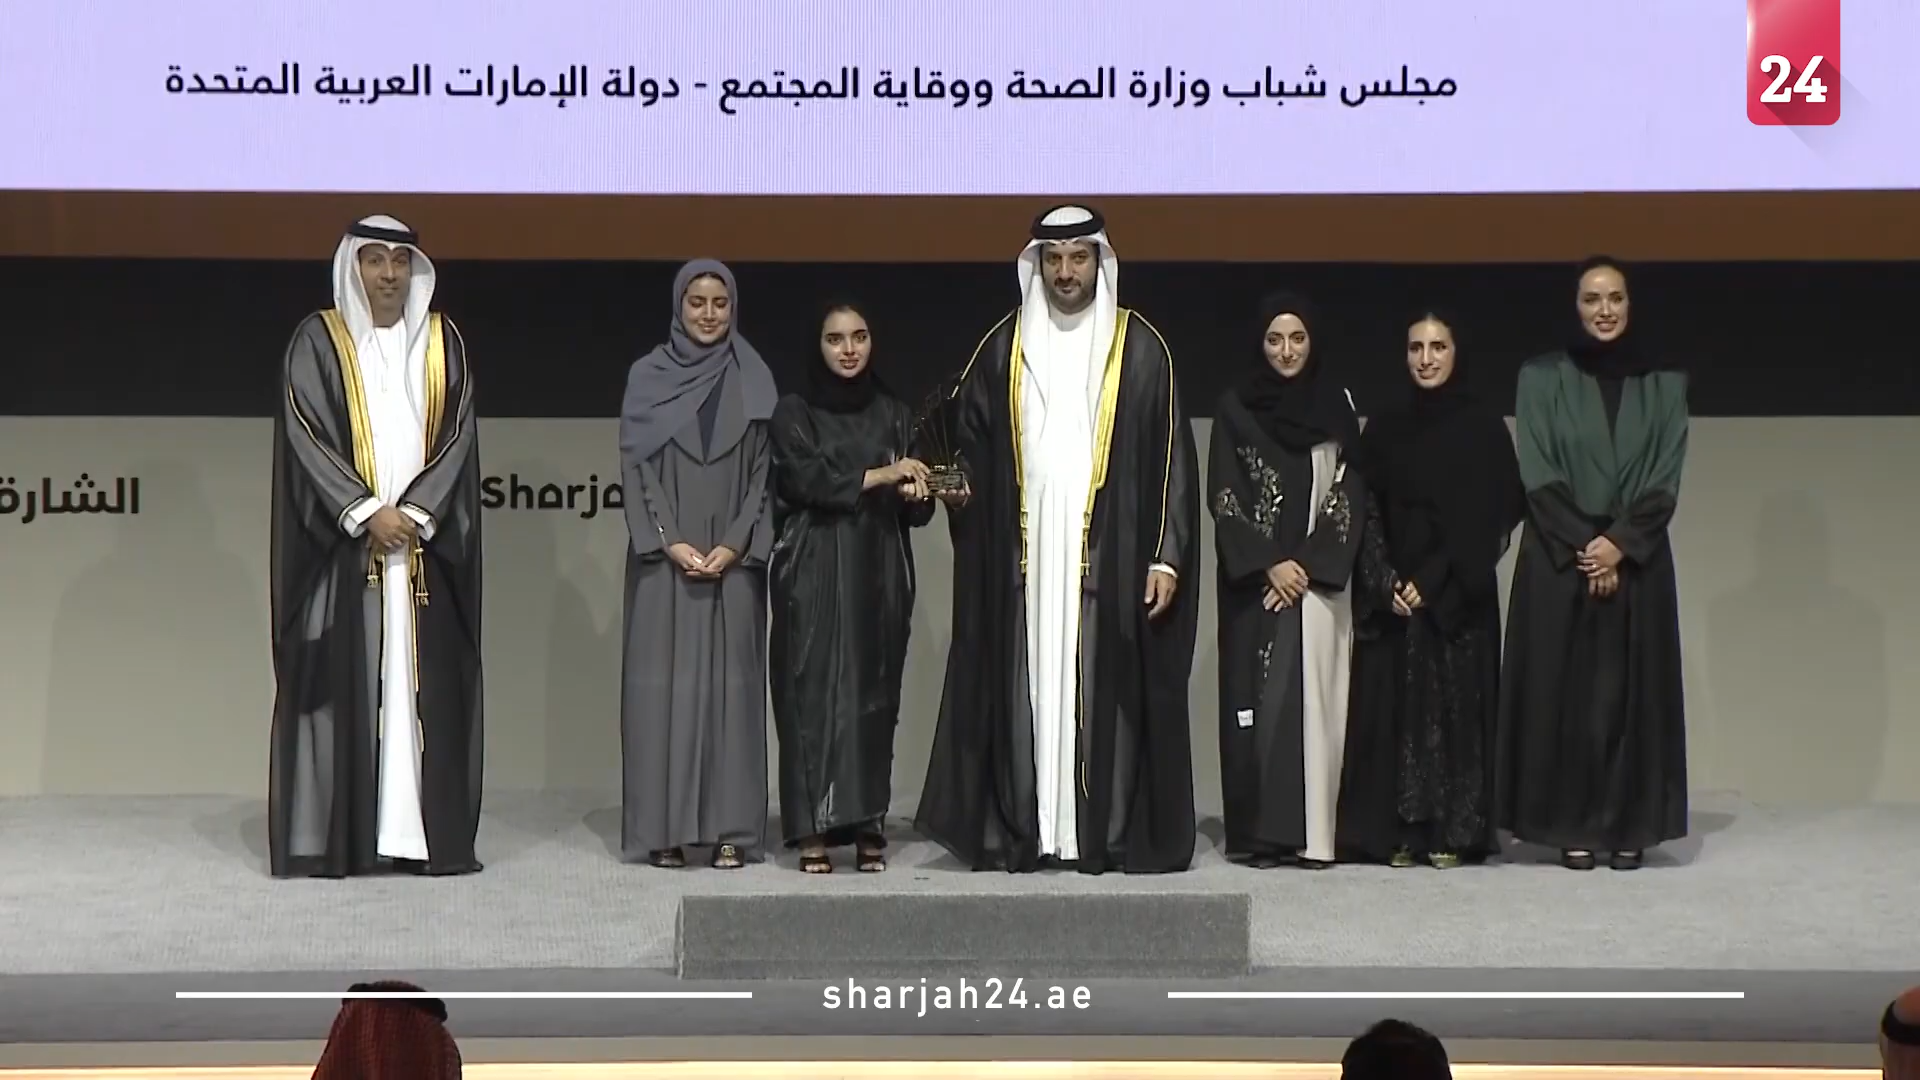 مجلس شباب وزارة الصحة ووقاية المجتمع - دولة الإمارات العربية المتحدة
24
الشارقة
Sharja
sharjah24.ae